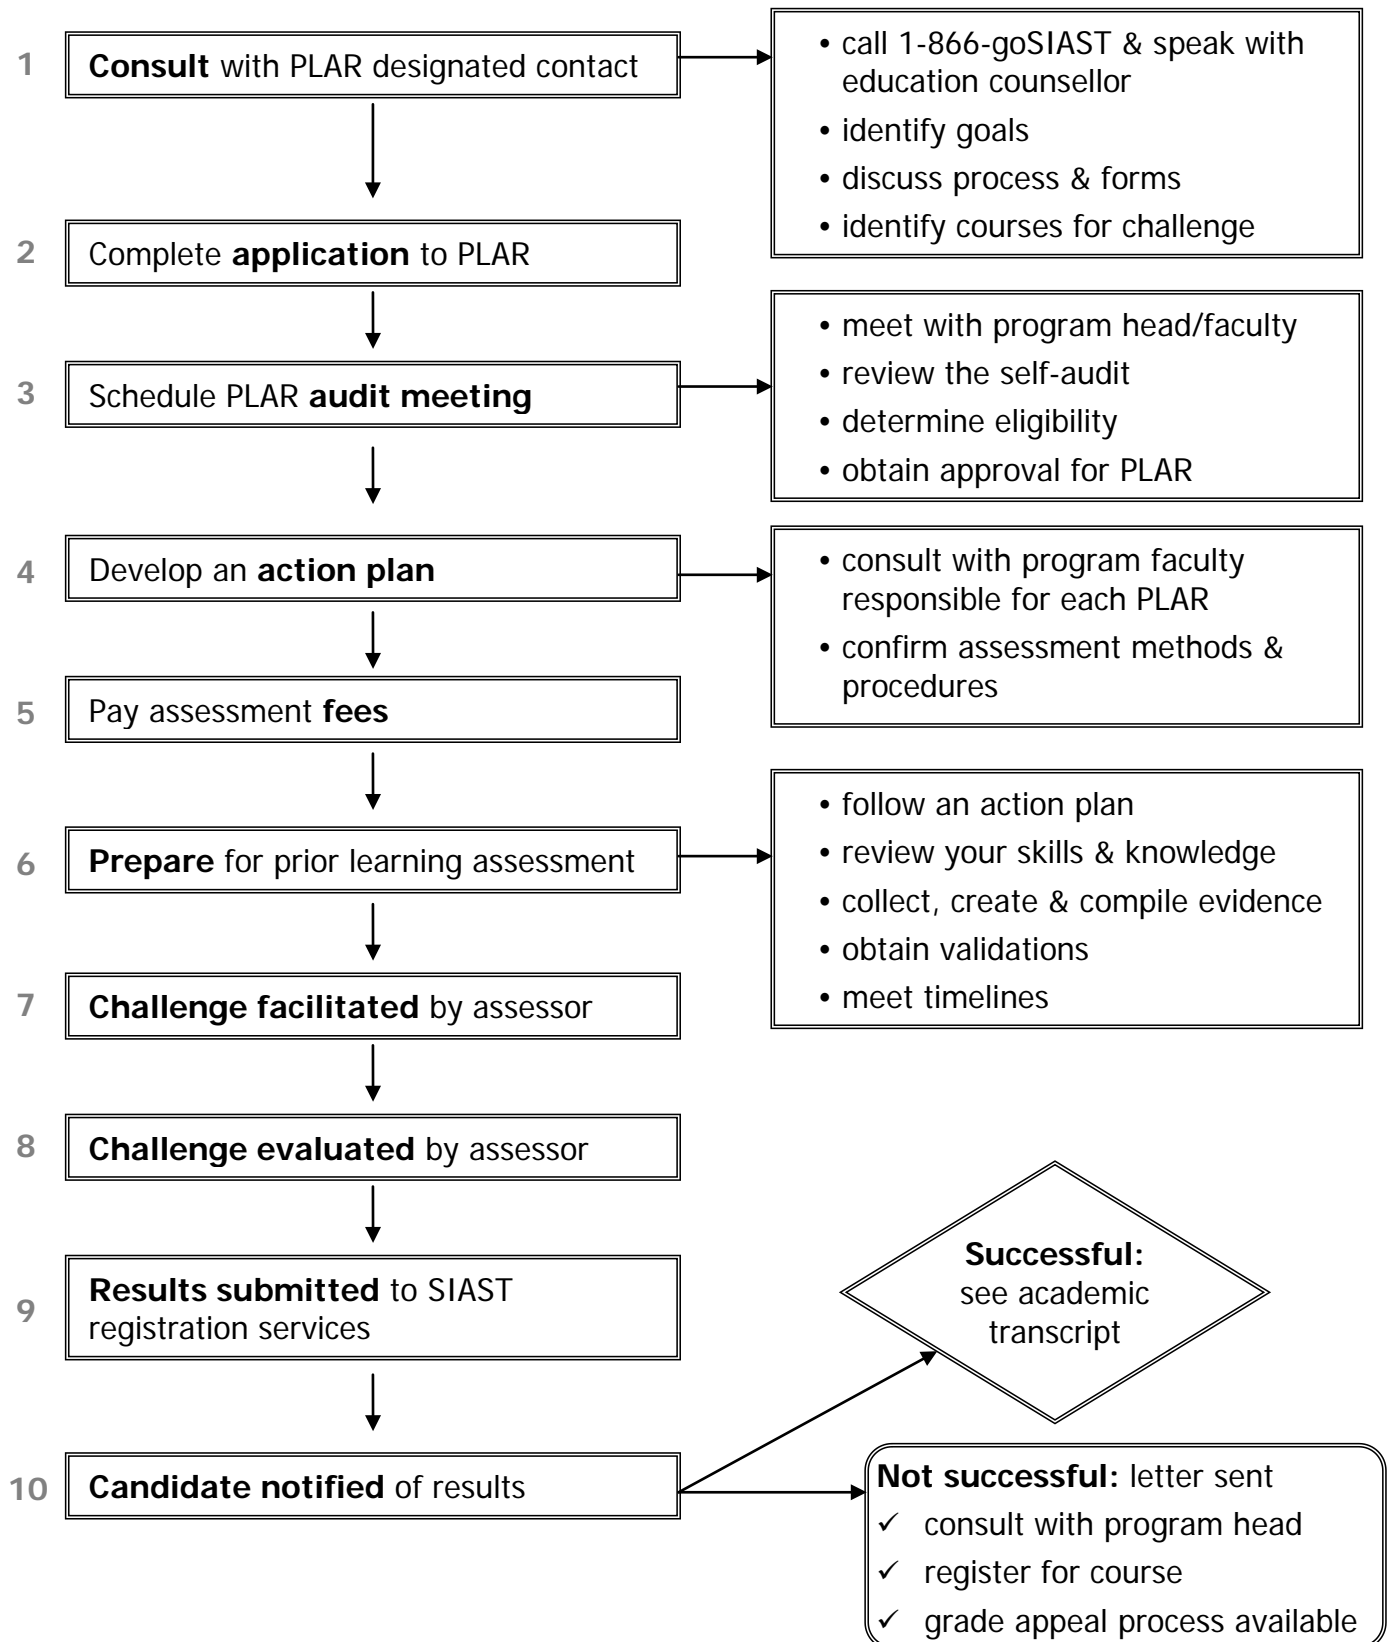 1
Consult with PLAR designated contact
• call 1-866-goSIAST & speak with
education counsellor
• identify goals
• discuss process & forms
• identify courses for challenge
2
Complete application to PLAR
3
Schedule PLAR audit meeting
• meet with program head/faculty
• review the self-audit
• determine eligibility
• obtain approval for PLAR
4
Develop an action plan
• consult with program faculty
responsible for each PLAR
• confirm assessment methods &
procedures
5
Pay assessment fees
6
Prepare for prior learning assessment
• follow an action plan
• review your skills & knowledge
• collect, create & compile evidence
• obtain validations
• meet timelines
7
Challenge facilitated by assessor
8
Challenge evaluated by assessor
9
Results submitted to SIAST
registration services
10
Candidate notified of results
Successful:
see academic
transcript
Not successful: letter sent
✓ consult with program head
✓ register for course
✓ grade appeal process available